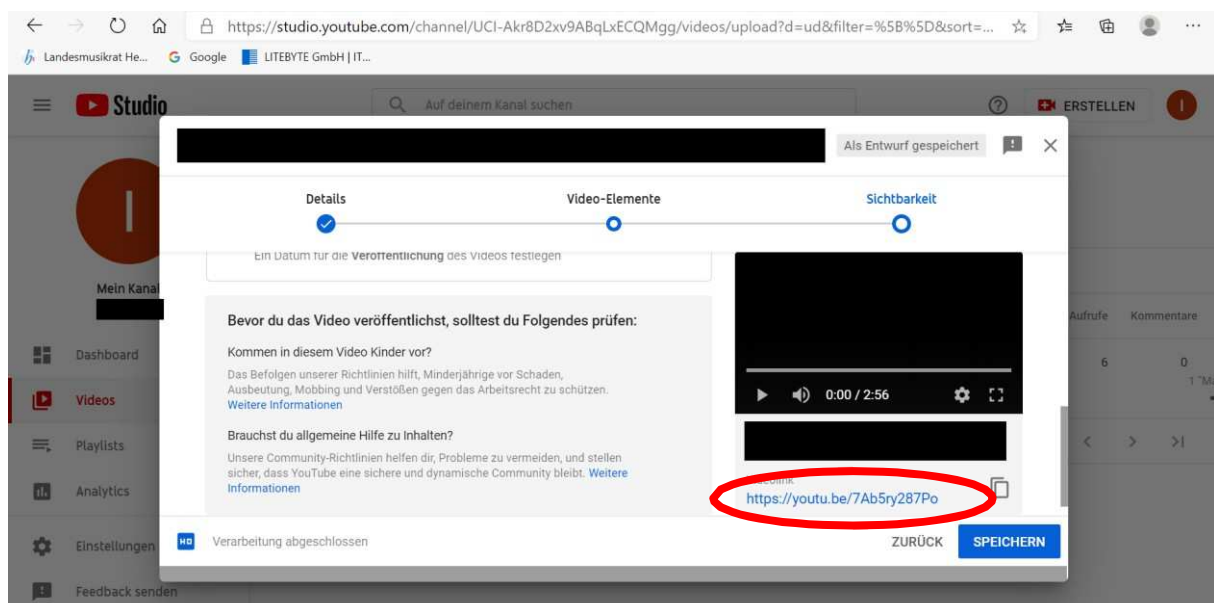 https://studio.youtube.com/channel/UCI-Akr8D2xv9ABqLxECQMgg/videos/upload?d=ud&filter=%5B%5D&sort=...
Landesmusikrat He... Google LITEBYTE GmbH | IT...
Studio Auf deinem Kanal suchen ERSTELLEN I
Als Entwurf gespeichert
Details Video-Elemente Sichtbarkeit
I
Ein Datum für die Veröffentlichung des Videos festlegen
Mein Kanal
Bevor du das Video veröffentlichst, solltest du Folgendes prüfen:
Aufrufe Kommentare
Kommen in diesem Video Kinder vor?
Dashboard
6 0
Das Befolgen unserer Richtlinien hilft, Minderjährige vor Schaden,
Ausbeutung, Mobbing und Verstößen gegen das Arbeitsrecht zu schützen.
Weitere Informationen
0:00 / 2:56
Videos
Brauchst du allgemeine Hilfe zu Inhalten?
Playlists
Unsere Community-Richtlinien helfen dir, Probleme zu vermeiden, und stellen
sicher, dass YouTube eine sichere und dynamische Community bleibt. Weitere
Informationen
Analytics
https://youtu.be/7Ab5ry287Po
Einstellungen
HD Verarbeitung abgeschlossen
ZURÜCK SPEICHERN
Feedback senden